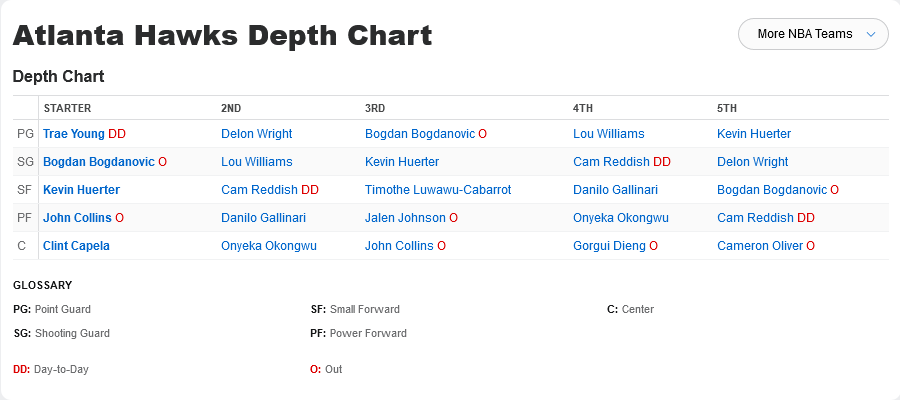 Atlanta Hawks Depth Chart
More NBA Teams
Depth Chart
STARTER 2ND 3RD 4TH 5TH
PG Trae Young DD Delon Wright Bogdan Bogdanovic O Lou Williams Kevin Huerter
SG Bogdan Bogdanovic O Lou Williams Kevin Huerter Cam Reddish DD Delon Wright
SF Kevin Huerter Cam Reddish DD Timothe Luwawu-Cabarrot Danilo Gallinari Bogdan Bogdanovic O
PF John Collins O Danilo Gallinari Jalen Johnson O Onyeka Okongwu Cam Reddish DD
C Clint Capela Onyeka Okongwu John Collins O Gorgui Dieng O Cameron Oliver O
GLOSSARY
PG: Point Guard SF: Small Forward C: Center
SG: Shooting Guard PF: Power Forward
DD: Day-to-Day O: Out